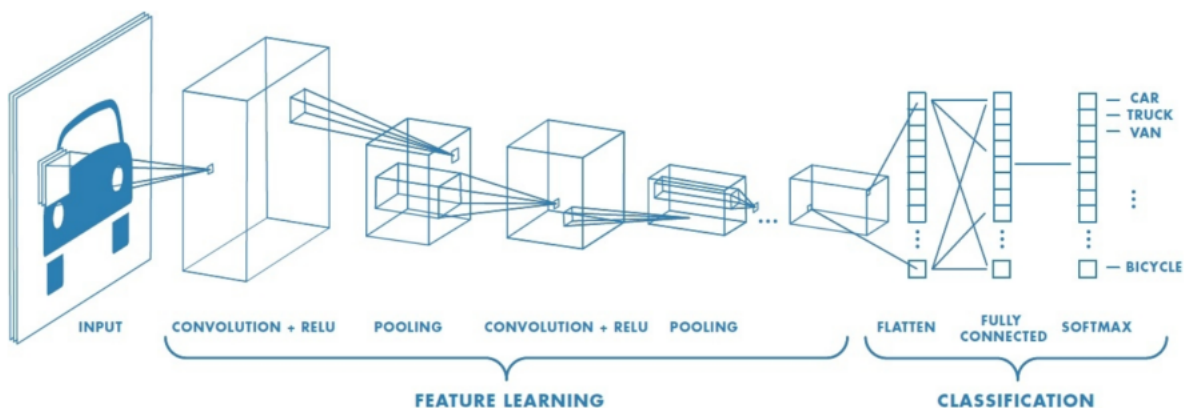 CAR
TRUCK
VAN
BICYCLE
INPUT
CONVOLUTION + RELU
POOLING
CONVOLUTION + RELU
POOLING
FLATTEN
FULLY
CONNECTED
SOFTMAX
FEATURE LEARNING
CLASSIFICATION